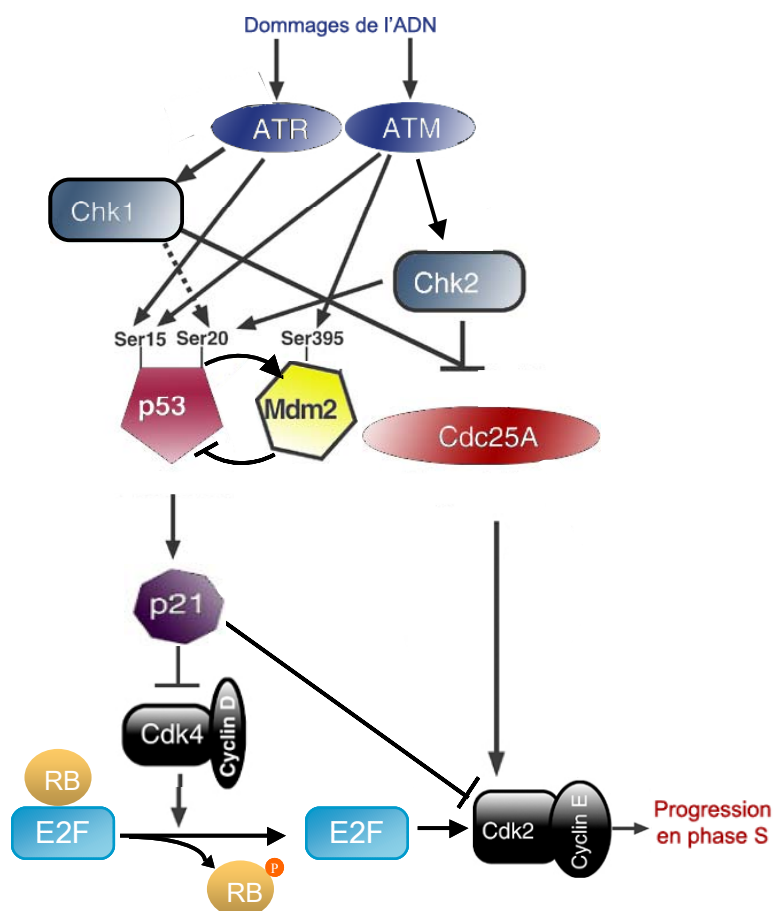 Dommages de l'ADN
ATR
ATM
Chk1
Chk2
Ser15
Ser20
Ser395
p53
Mdm2
Cdc25A
p21
Cdk4
Cyclin D
RB
E2F
E2F
Cdk2
Cyclin E
Progression
en phase S
P
RB